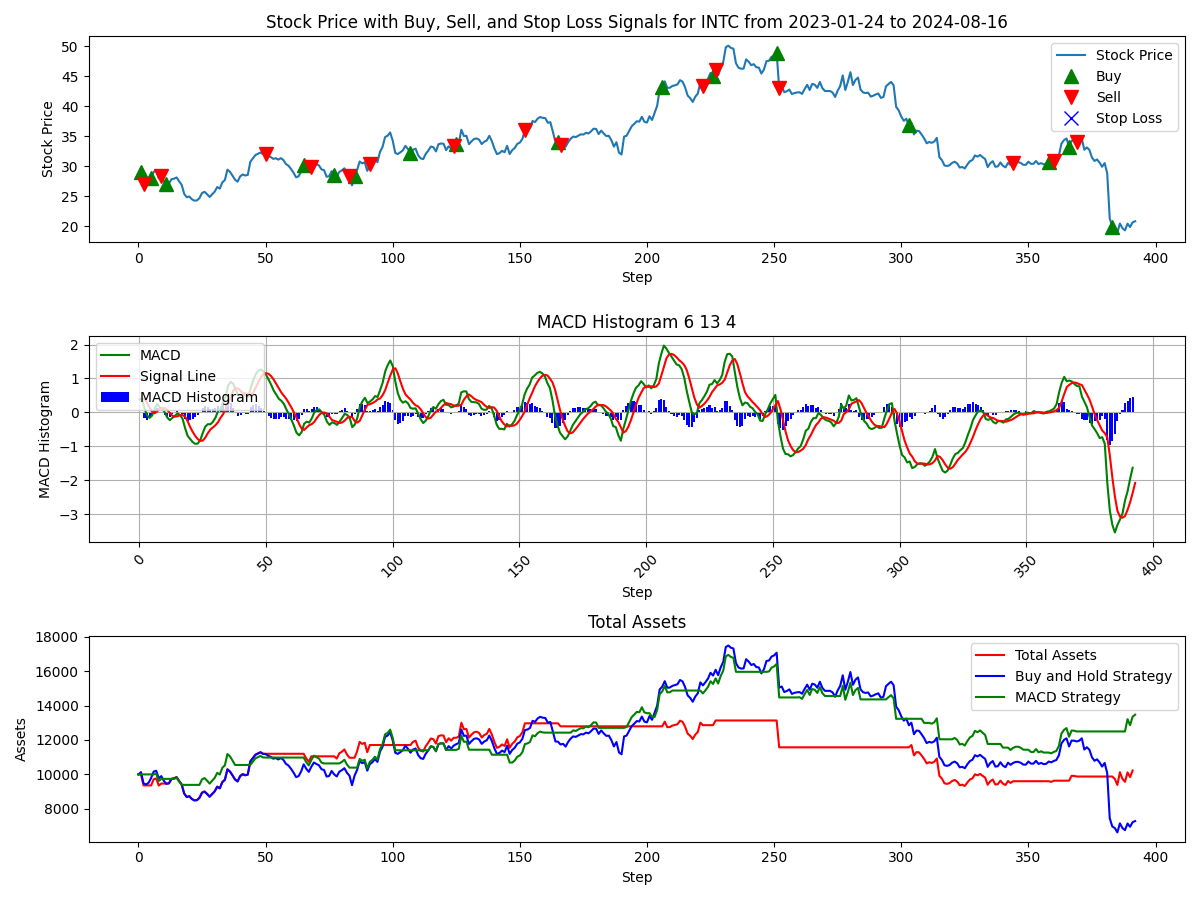 Stock Price with Buy, Sell, and Stop Loss Signals for INTC from 2023-01-24 to 2024-08-16
50
45
40
35
30
25
20
Stock Price
Stock Price
Buy
Sell
Stop Loss
0 50 100 150 200 250 300 350 400
Step
MACD Histogram 6 13 4
2
1
0
−1
−2
−3
MACD Histogram
MACD
Signal Line
MACD Histogram
0 50 100 150 200 250 300 350 400
Step
Total Assets
18000
16000
14000
12000
10000
8000
Assets
Total Assets
Buy and Hold Strategy
MACD Strategy
0 50 100 150 200 250 300 350 400
Step